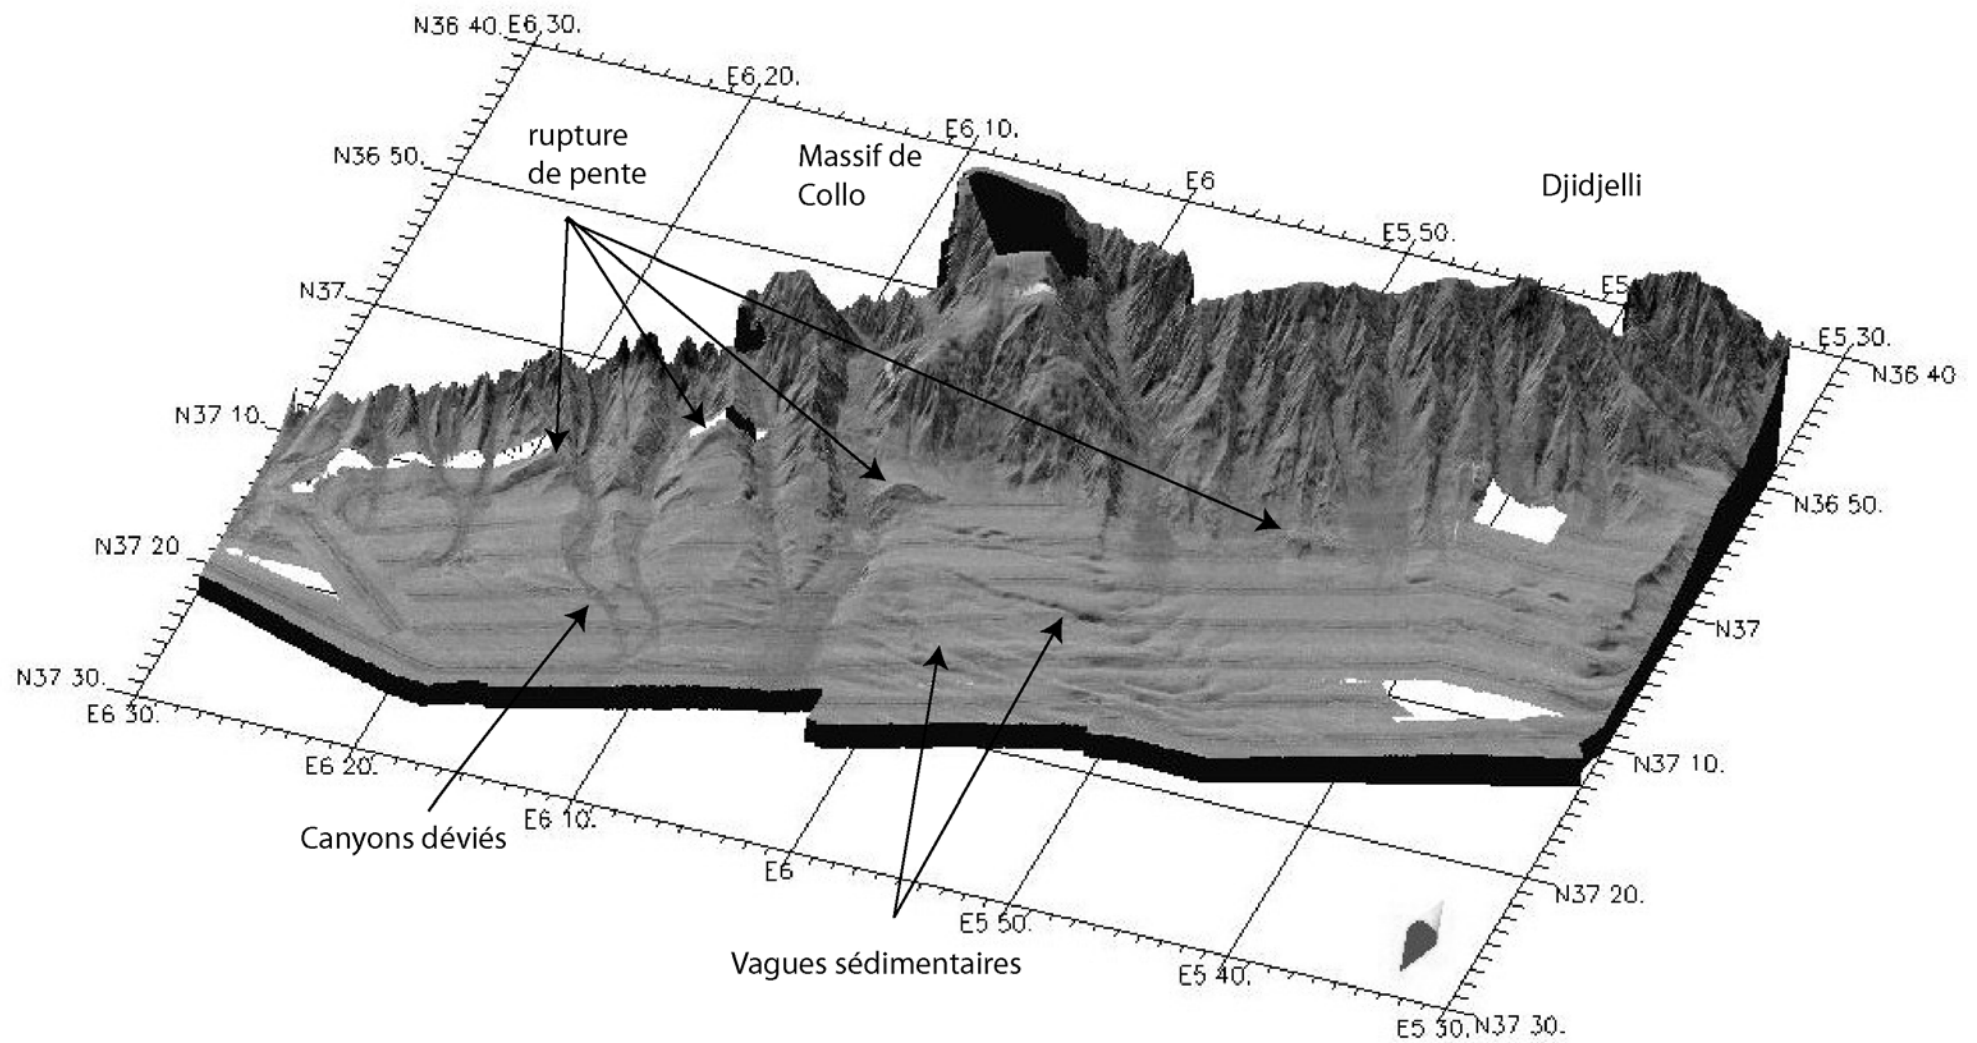 N36 40. E6 30.
E6 20.
E6 10.
E6
E5 50.
E5
E5 30.
N36 40
N36 50.
N37
N37 10.
N37 20
N37 30.
rupture
de pente
Massif de
Collo
Djidjelli
N36 50.
N37
N37 10.
N37 20.
E5 30. N37 30.
E6 30.
E6 20.
E6 10.
E6
E5 50.
E5 40.
Canyons déviés
Vagues sédimentaires